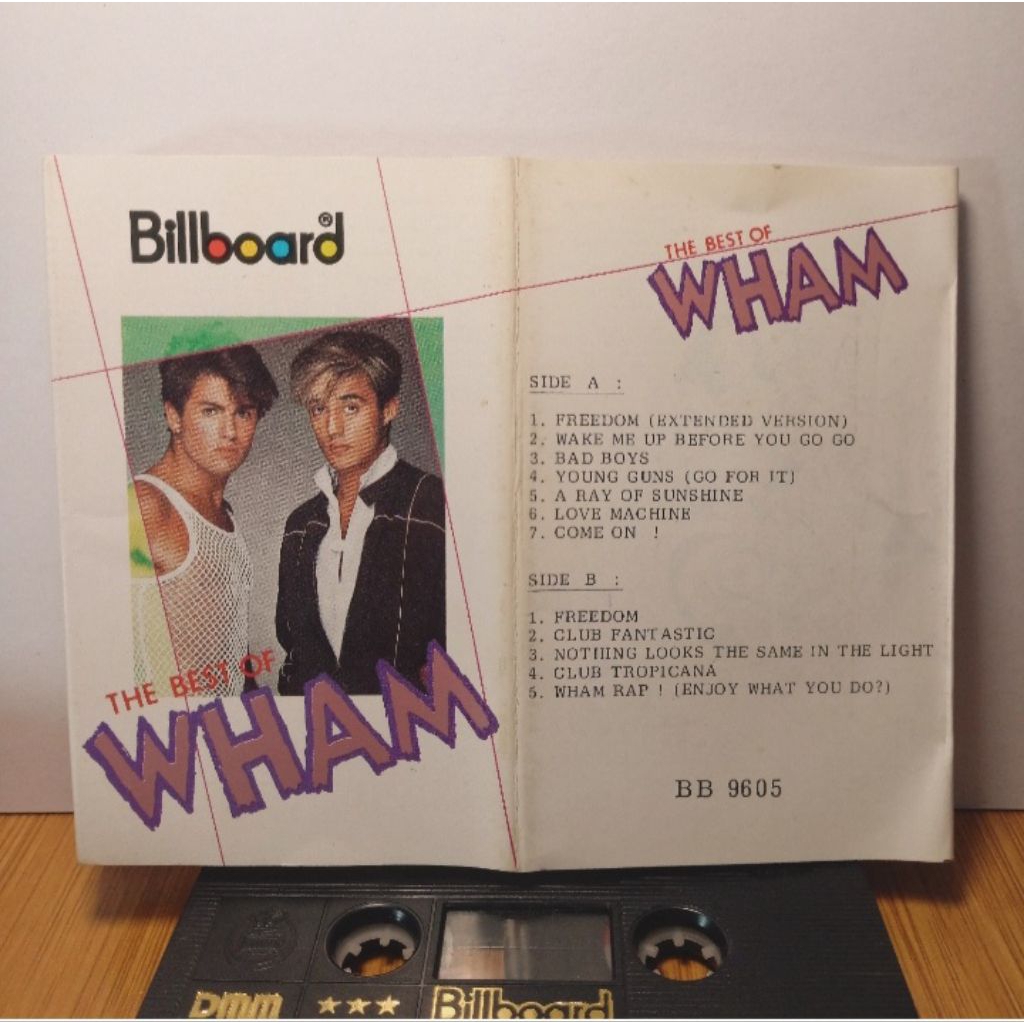 Billboard®
THE BEST OF
WHAM
THE BEST OF
WHAM
SIDE A :
1. FREEDOM (EXTENDED VERSION)
2. WAKE ME UP BEFORE YOU GO GO
3. BAD BOYS
4. YOUNG GUNS (GO FOR IT)
5. A RAY OF SUNSHINE
6. LOVE MACHINE
7. COME ON !
SIDE B :
1. FREEDOM
2. CLUB FANTASTIC
3. NOTHING LOOKS THE SAME IN THE LIGHT
4. CLUB TROPICANA
5. WHAM RAP ! (ENJOY WHAT YOU DO?)
BB 9605
DMM ★★★ Billboard